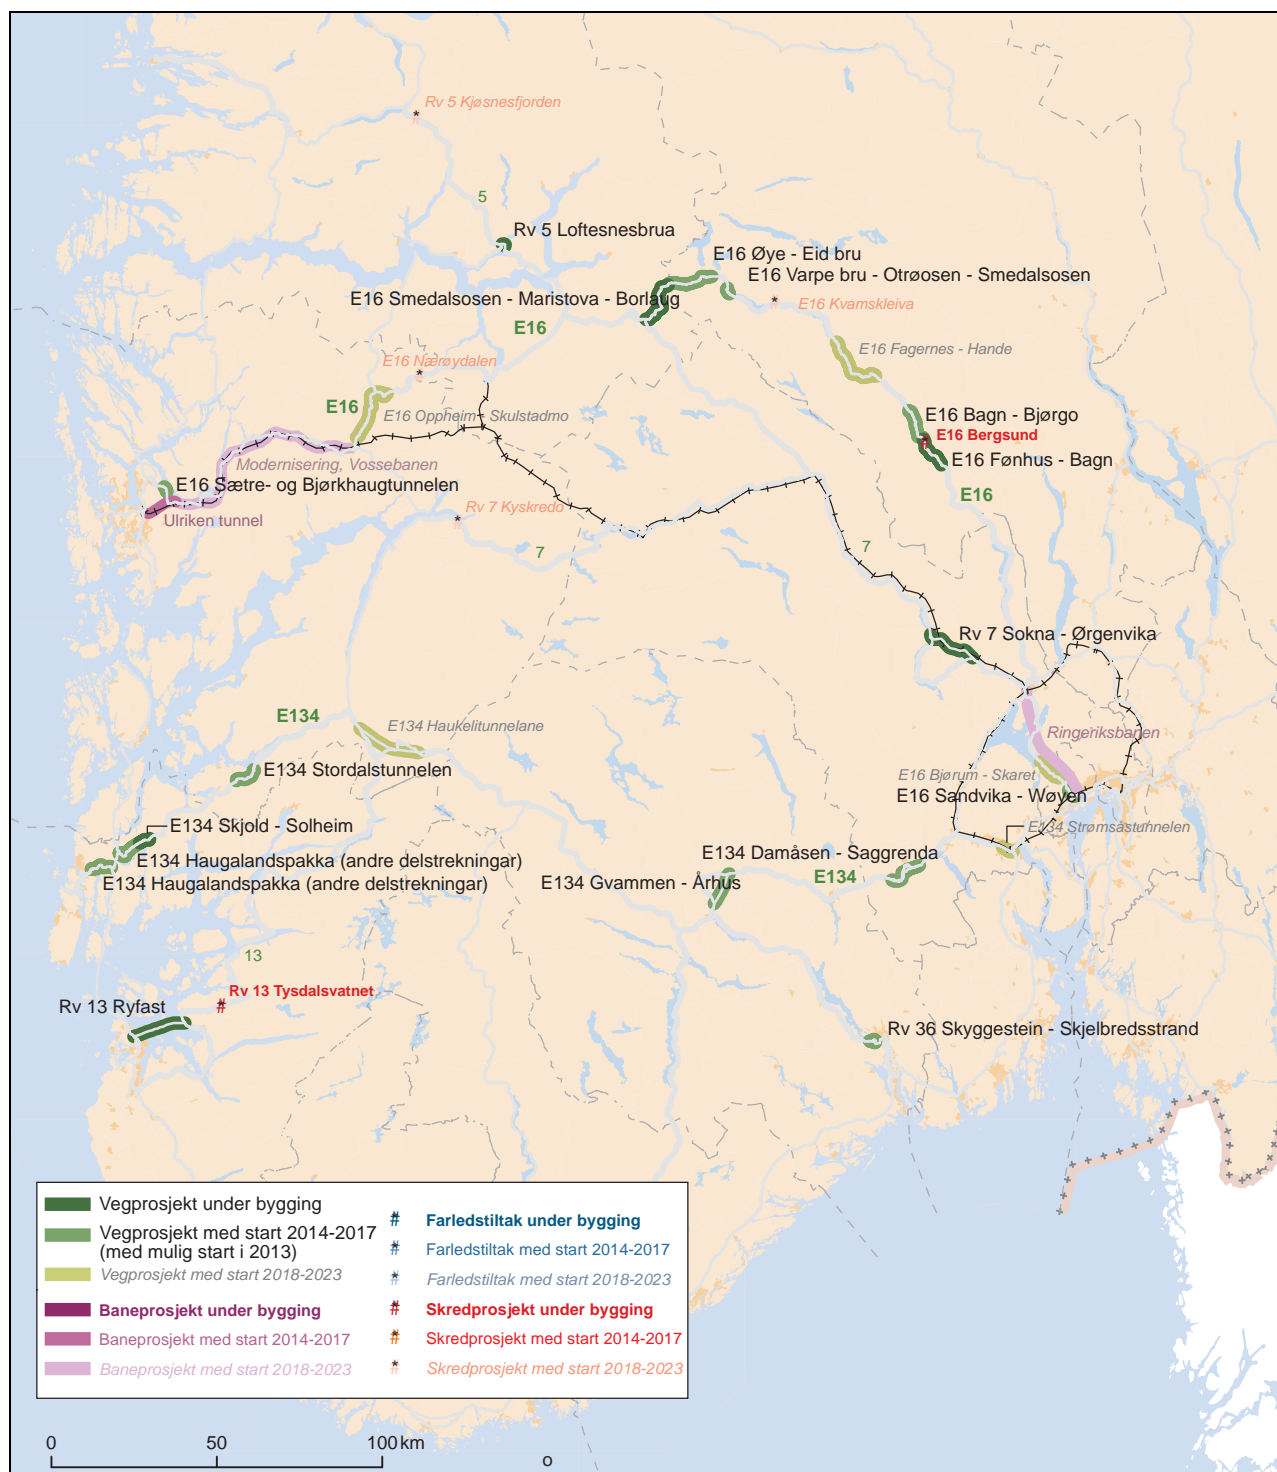 Rv 5 Kjøsnesfjorden
5
Rv 5 Loftesnesbrua
E16 Øye - Eid bru
E16 Varpe bru - Otrøosen - Smedalsosen
E16 Smedalsosen - Maristova - Borlaug
E16 Kvamskleiva
E16
E16 Fagernes - Hande
E16 Nærøydalen
E16
E16 Oppheim - Skulstadmo
E16 Bagn - Bjørgo
E16 Bergsund
E16 Fønhus - Bagn
Modernisering, Vossebanen
E16 Sætre- og Bjørkhaugtunnelen
E16
Rv 7 Kyskredo
Ulriken tunnel
7
7
Rv 7 Sokna - Ørgenvika
E134
E134 Haukelitunnelane
Ringeriksbanen
E134 Stordalstunnelen
E16 Bjørum - Skaret
E16 Sandvika - Wøyen
E134 Skjold - Solheim
E134 Strømsåstunnelen
E134 Haugalandspakka (andre delstrekningar)
E134 Damåsen - Saggrenda
E134 Haugalandspakka (andre delstrekningar)
E134 Gvammen - Århus
E134
13
Rv 13 Tysdalsvatnet
Rv 13 Ryfast
Rv 36 Skyggestein - Skjelbredsstrand
Vegprosjekt under bygging
Vegprosjekt med start 2014-2017
(med mulig start i 2013)
Vegprosjekt med start 2018-2023
Baneprosjekt under bygging
Baneprosjekt med start 2014-2017
Baneprosjekt med start 2018-2023
Farledstiltak under bygging
Farledstiltak med start 2014-2017
Farledstiltak med start 2018-2023
Skredprosjekt under bygging
Skredprosjekt med start 2014-2017
Skredprosjekt med start 2018-2023
0 50 100 km
o